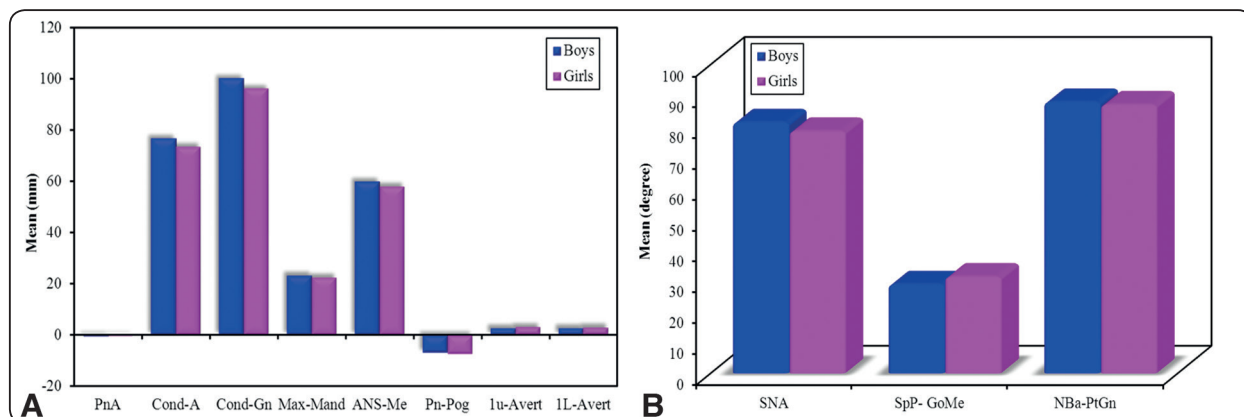 120
100
80
60
40
20
0
-20
Mean (mm)
Boys
Girls
PnA Cond-A Cond-Gn Max-Mand ANS-Me Pn-Pog 1u-Avert 1L-Avert
A
100
90
80
70
60
50
40
30
20
10
0
Mean (degree)
Boys
Girls
SNA SpP- GoMe NBa-PtGn
B